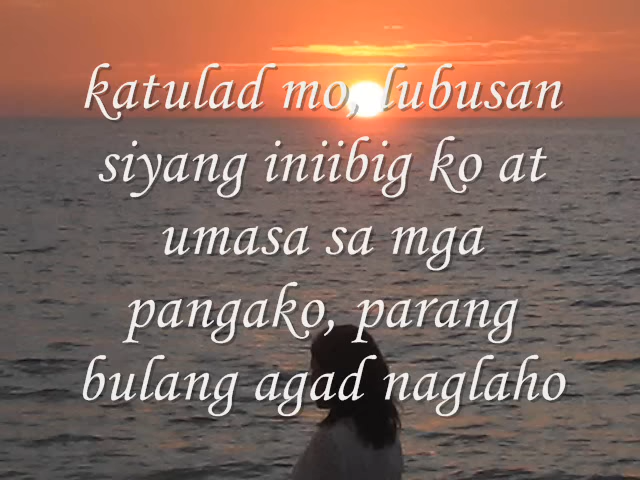 katulad mo, lubusan
siyang iniibig ko at
umasa sa mga
pangako, parang
bulang agad naglaho